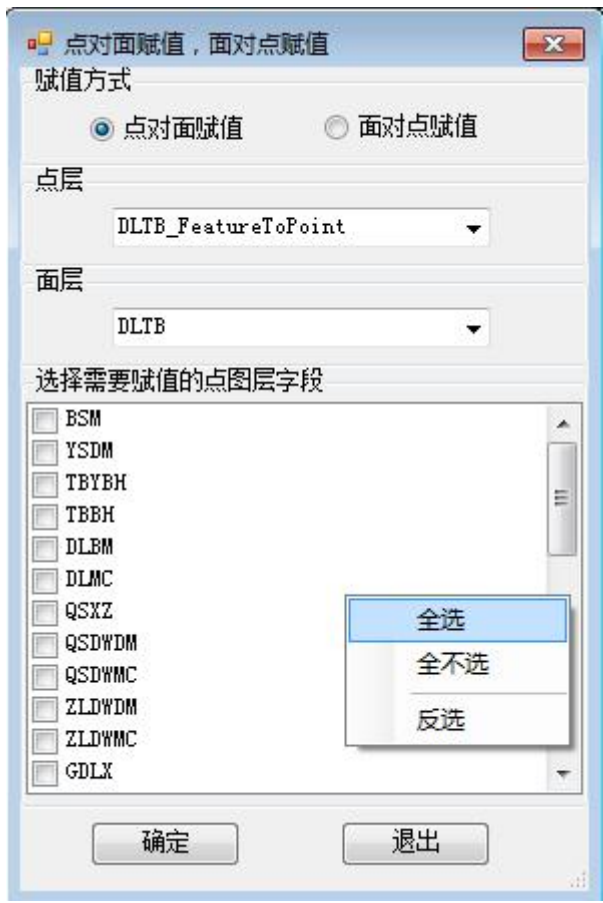 点对面赋值，面对点赋值
赋值方式
点对面赋值 面对点赋值
点层
DLTB_FeatureToPoint
面层
DLTB
选择需要赋值的点图层字段
BSM
YSDM
TBYBH
TBBH
DLBM
DLMC
QSXZ
QSDWDM
QSDWMC
ZLDWDM
ZLDWMC
GDLX
全选
全不选
反选
确定 退出